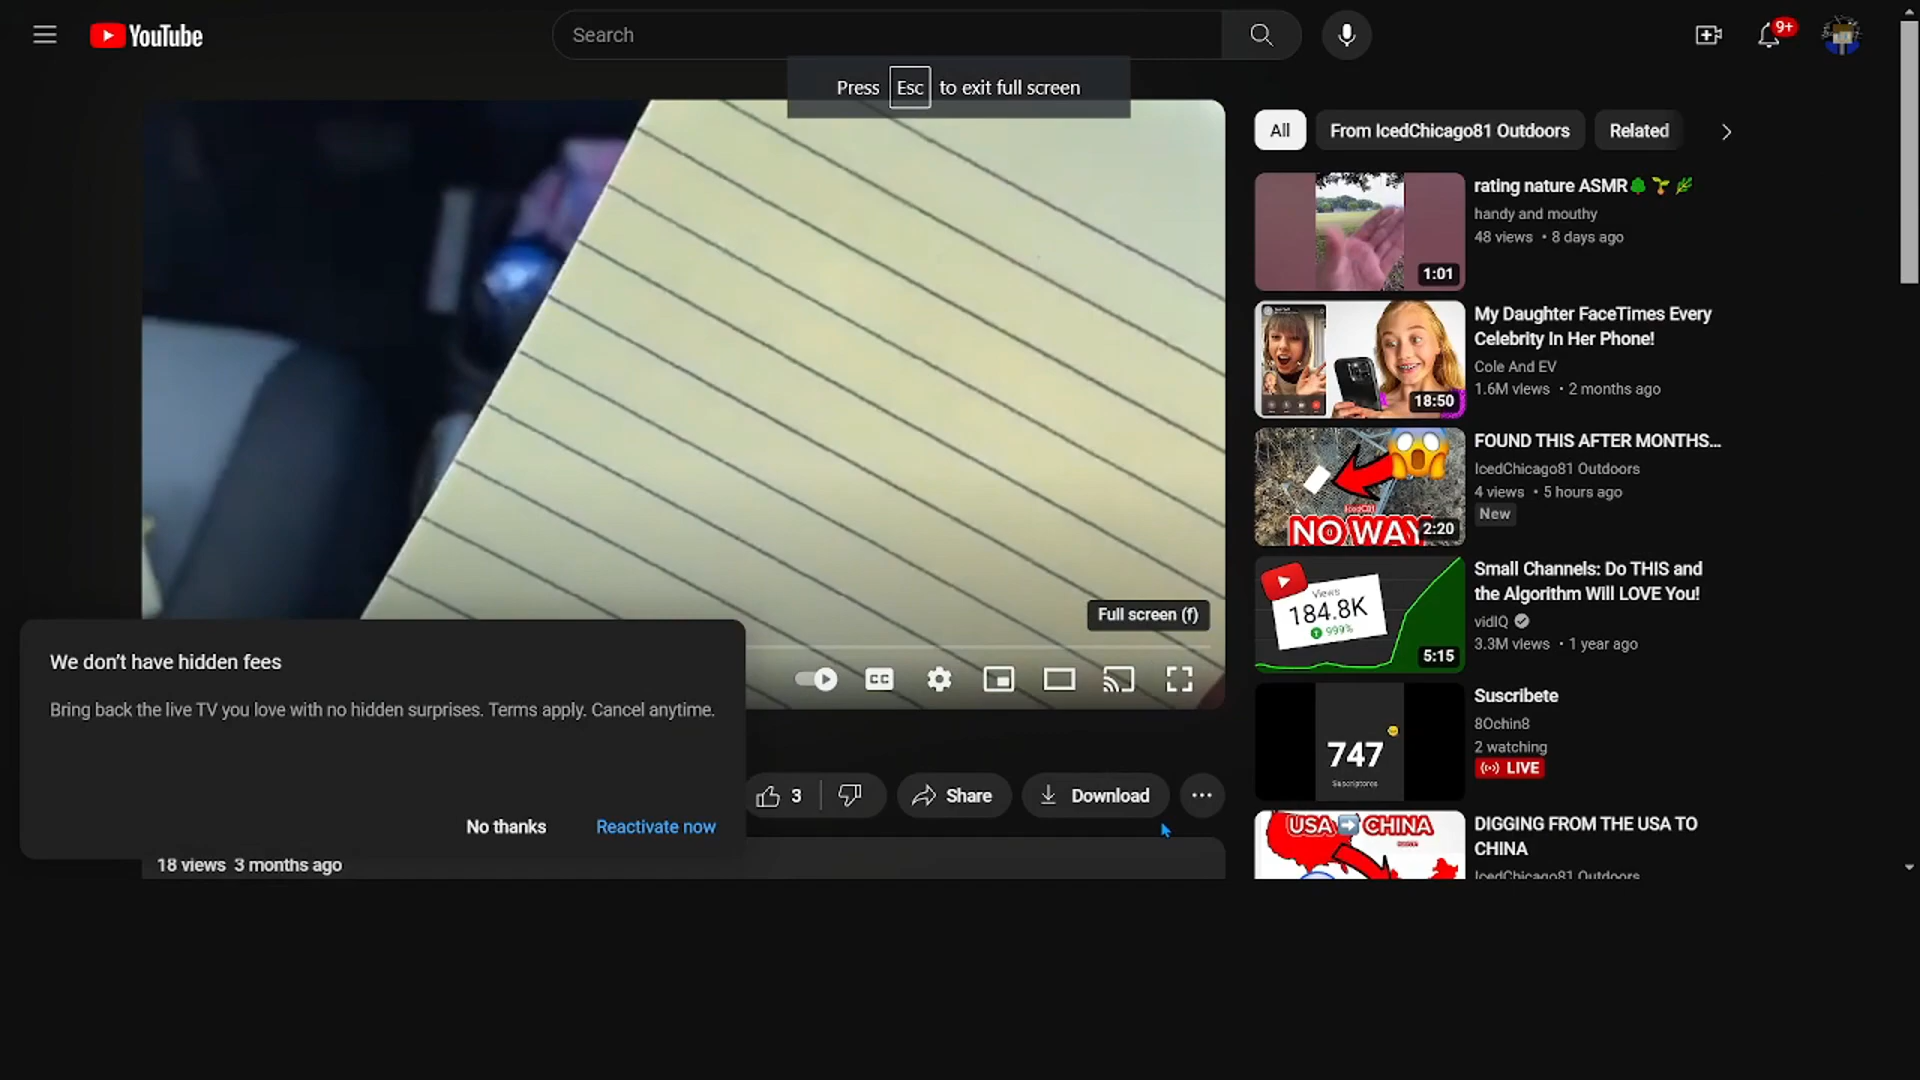 YouTube
Search
9+
Press Esc to exit full screen
All
From IcedChicago81 Outdoors
Related
rating nature ASMR
handy and mouthy
48 views • 8 days ago
1:01
My Daughter FaceTimes Every
Celebrity In Her Phone!
Cole And EV
1.6M views • 2 months ago
18:50
FOUND THIS AFTER MONTHS...
IcedChicago81 Outdoors
4 views • 5 hours ago
New
NO WAY
2:20
Full screen (f)
Small Channels: Do THIS and
the Algorithm Will LOVE You!
vidIQ
3.3M views • 1 year ago
Views
184.8K
999%
5:15
We don't have hidden fees
Bring back the live TV you love with no hidden surprises. Terms apply. Cancel anytime.
No thanks
Reactivate now
CC
Suscribete
8Ochin8
2 watching
LIVE
747
3
Share
Download
18 views 3 months ago
USA CHINA
DIGGING FROM THE USA TO
CHINA
IcedChicago81 Outdoors